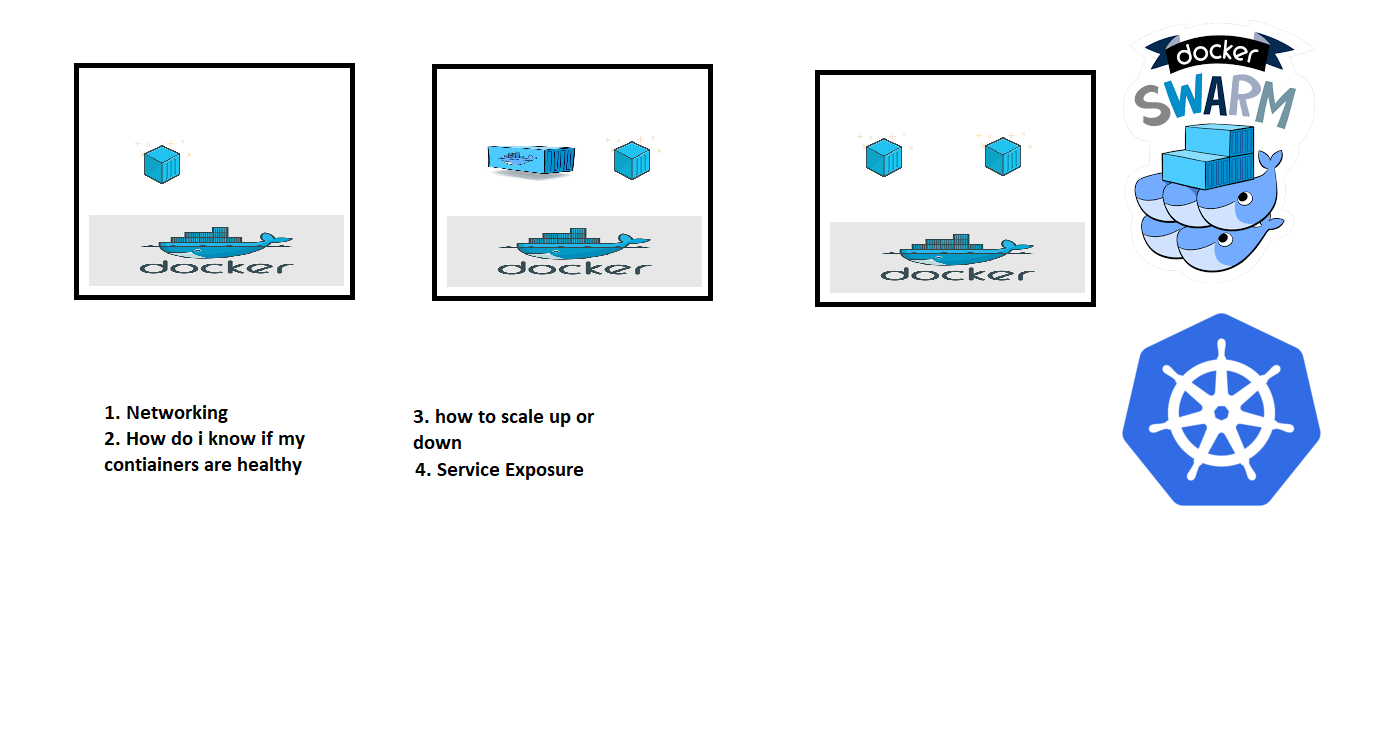 docker
SWARM
docker
docker
docker
1. Networking
2. How do i know if my
contiainers are healthy
3. how to scale up or
down
4. Service Exposure